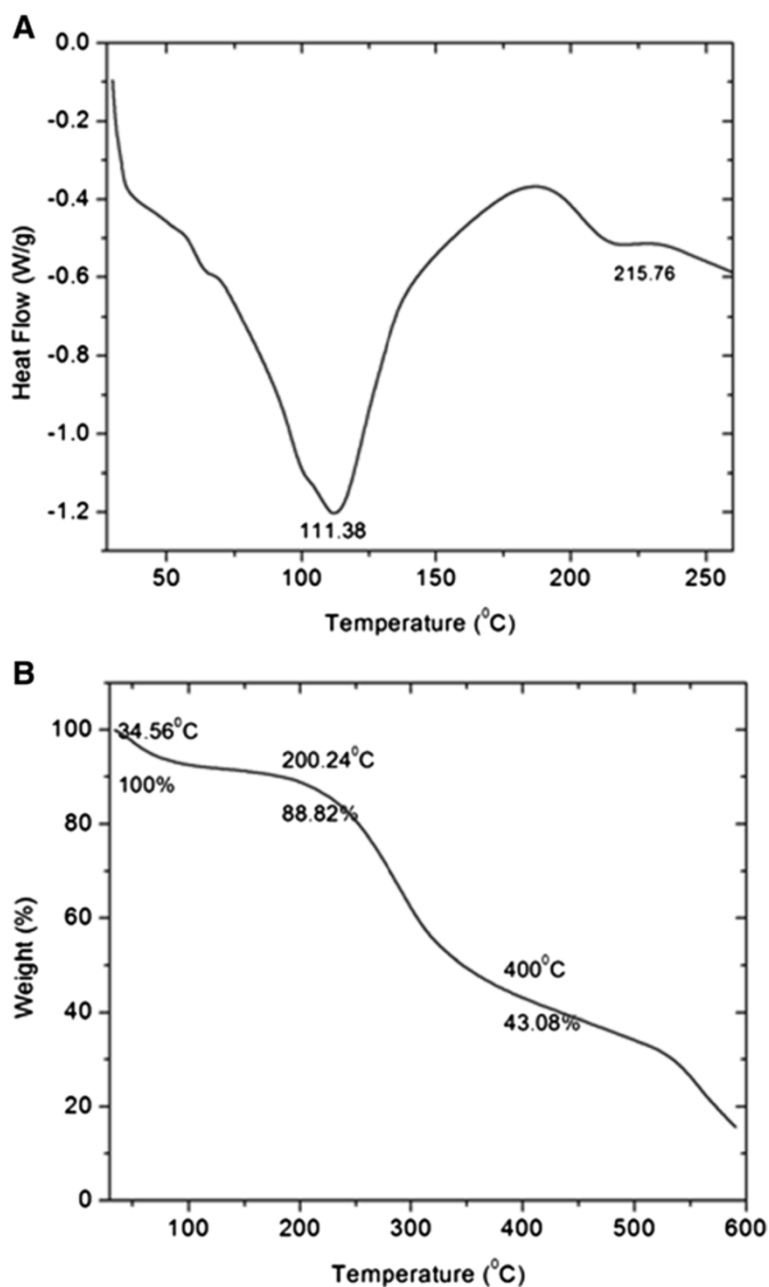 A
0.0
-0.2
-0.4
-0.6
-0.8
-1.0
-1.2
Heat Flow (W/g)
215.76
111.38
50 100 150 200 250
Temperature (⁰C)
B
100
80
60
40
20
0
Weight (%)
34.56⁰C
100%
200.24⁰C
88.82%
400⁰C
43.08%
100 200 300 400 500 600
Temperature (⁰C)